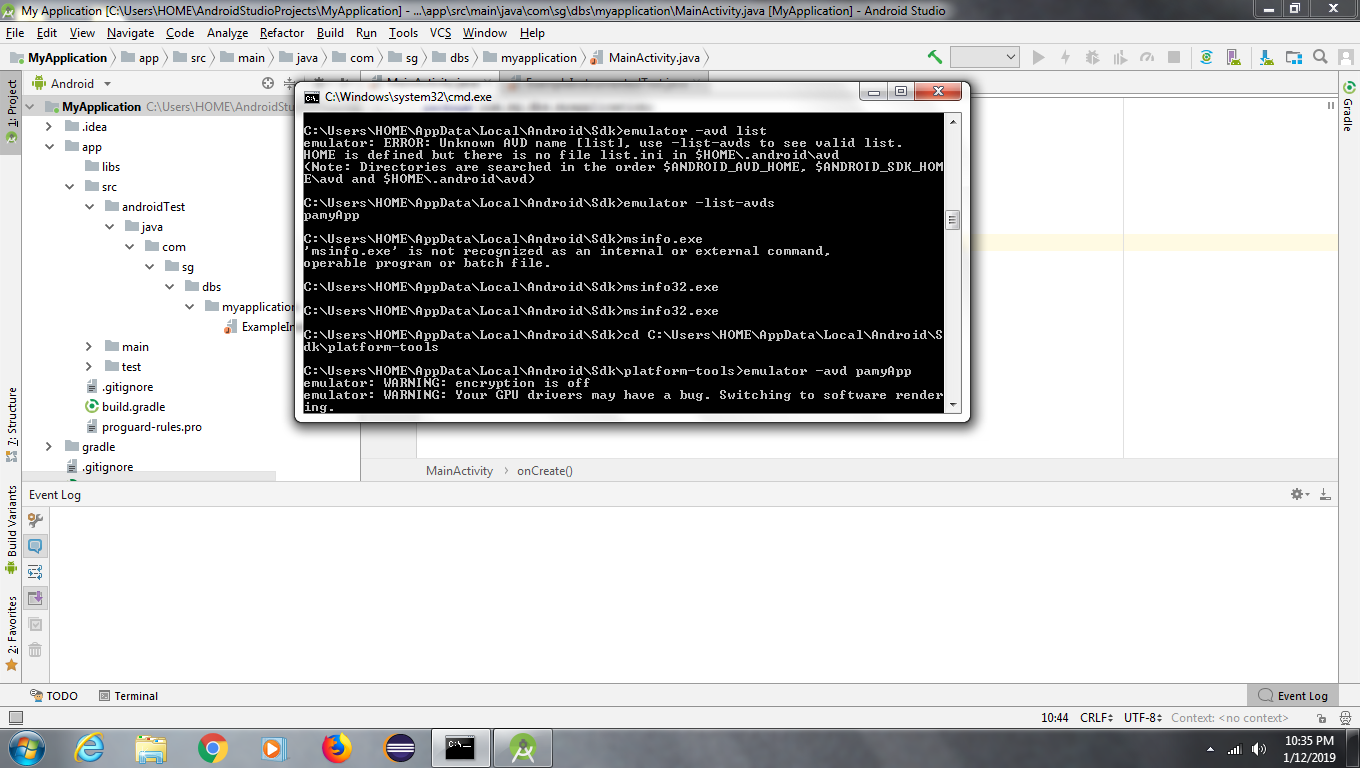 My Application [C:\Users\HOME\AndroidStudioProjects\MyApplication] - ...\app\src\main\java\com\sg\dbs\myapplication\MainActivity.java [MyApplication] - Android Studio
File Edit View Navigate Code Analyze Refactor Build Run Tools VCS Window Help
MyApplication app src main java com sg dbs myapplication MainActivity.java
Android
1: Project
MyApplication C:\Users\HOME\AndroidStu
.idea
app
libs
src
androidTest
java
com
sg
dbs
myapplication
ExampleIn
main
test
.gitignore
build.gradle
proguard-rules.pro
gradle
.gitignore
C:\Windows\system32\cmd.exe
C:\Users\HOME\AppData\Local\Android\Sdk>emulator -avd list
emulator: ERROR: Unknown AVD name [list], use -list-avds to see valid list.
HOME is defined but there is no file list.ini in $HOME\.android\avd
(Note: Directories are searched in the order $ANDROID_AVD_HOME, $ANDROID_SDK_HOM
E\avd and $HOME\.android\avd)
C:\Users\HOME\AppData\Local\Android\Sdk>emulator -list-avds
pamyApp
C:\Users\HOME\AppData\Local\Android\Sdk>msinfo.exe
'msinfo.exe' is not recognized as an internal or external command,
operable program or batch file.
C:\Users\HOME\AppData\Local\Android\Sdk>msinfo32.exe
C:\Users\HOME\AppData\Local\Android\Sdk>msinfo32.exe
C:\Users\HOME\AppData\Local\Android\Sdk>cd C:\Users\HOME\AppData\Local\Android\S
dk\platform-tools
C:\Users\HOME\AppData\Local\Android\Sdk\platform-tools>emulator -avd pamyApp
emulator: WARNING: encryption is off
emulator: WARNING: Your GPU drivers may have a bug. Switching to software render
ing.
Gradle
7: Structure
Build Variants
2: Favorites
MainActivity onCreate()
Event Log
TODO Terminal Event Log
10:44 CRLF UTF-8 Context: <no context>
10:35 PM
1/12/2019